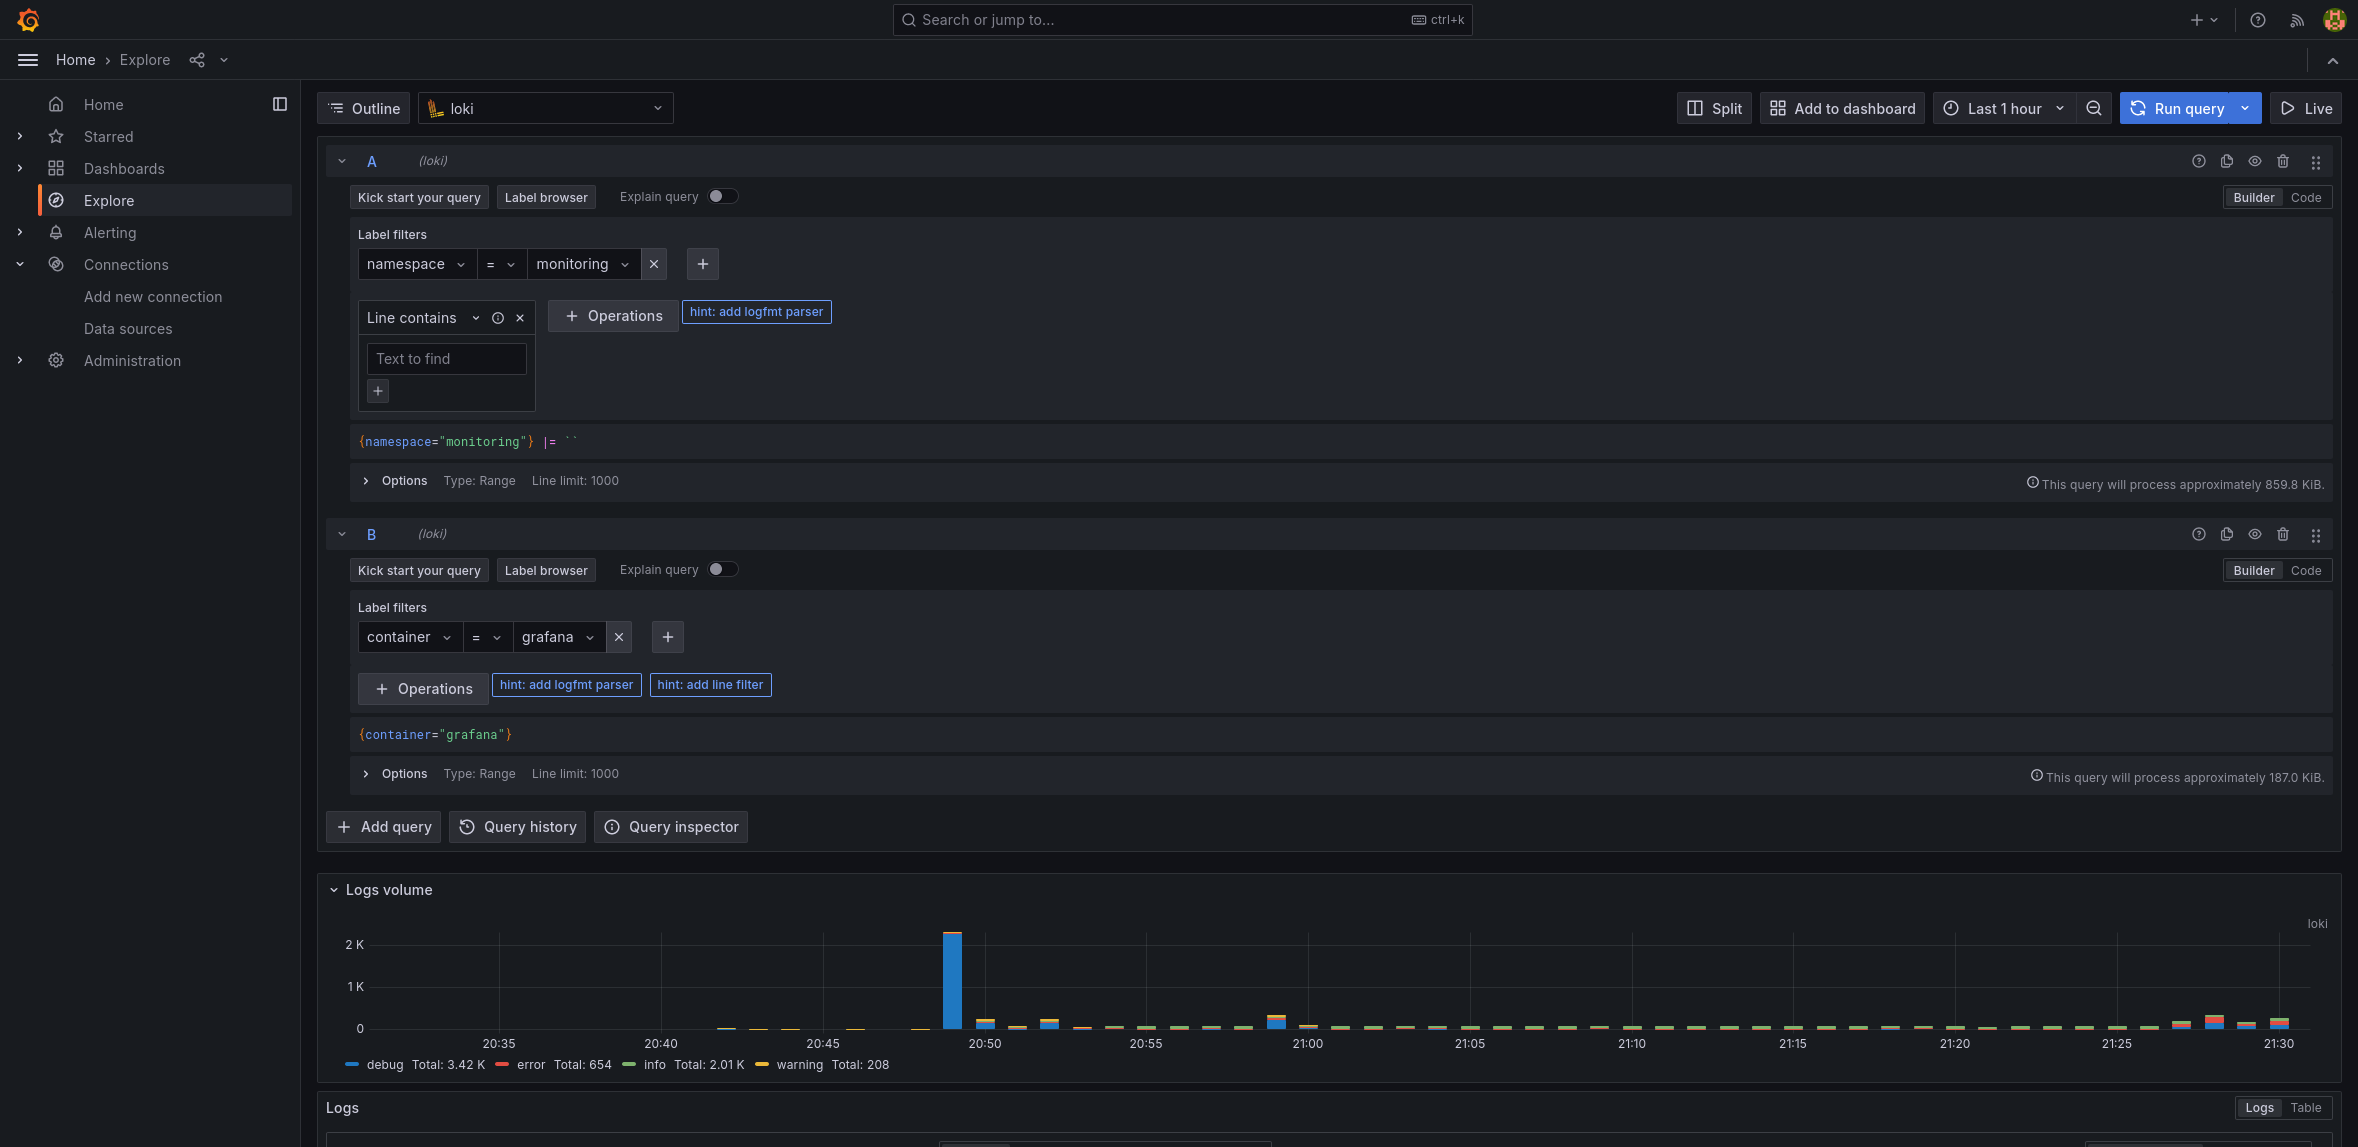 Search or jump to... ctrl+k
Home › Explore
Home
Starred
Dashboards
Explore
Alerting
Connections
Add new connection
Data sources
Administration
Outline loki Split Add to dashboard Last 1 hour Run query Live
A (loki)
Kick start your query Label browser Explain query Builder Code
Label filters
namespace = monitoring
Line contains Operations hint: add logfmt parser
Text to find
{namespace="monitoring"} |= ``
Options Type: Range Line limit: 1000 This query will process approximately 859.8 KiB.
B (loki)
Kick start your query Label browser Explain query Builder Code
Label filters
container = grafana
Operations hint: add logfmt parser hint: add line filter
{container="grafana"}
Options Type: Range Line limit: 1000 This query will process approximately 187.0 KiB.
Add query Query history Query inspector
Logs volume
loki
2 K
1 K
0
20:35 20:40 20:45 20:50 20:55 21:00 21:05 21:10 21:15 21:20 21:25 21:30
debug Total: 3.42 K error Total: 654 info Total: 2.01 K warning Total: 208
Logs Logs Table